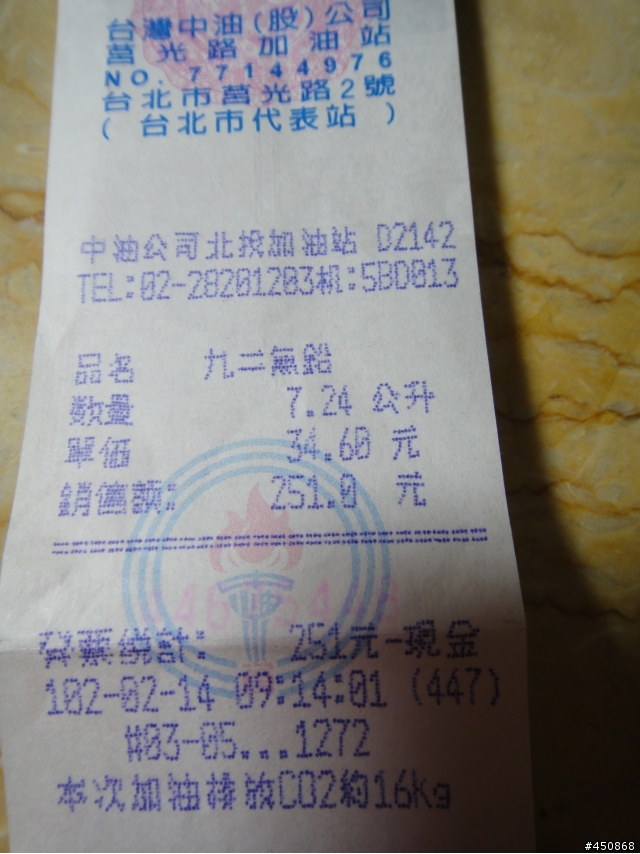 台灣中油(股)公司
莒光路加油站
NO. 77144976
台北市莒光路2號
( 台北市代表站 )
中油公司北投加油站 D2142
TEL:02-28201203机:5BD013
品名 九二無鉛
数量 7.24 公升
單価 34.60 元
銷售額: 251.0 元
發票總計: 251元-現金
102-02-14 09:14:01 (447)
#03-05...1272
本次加油排放CO2約16Kg
#450868